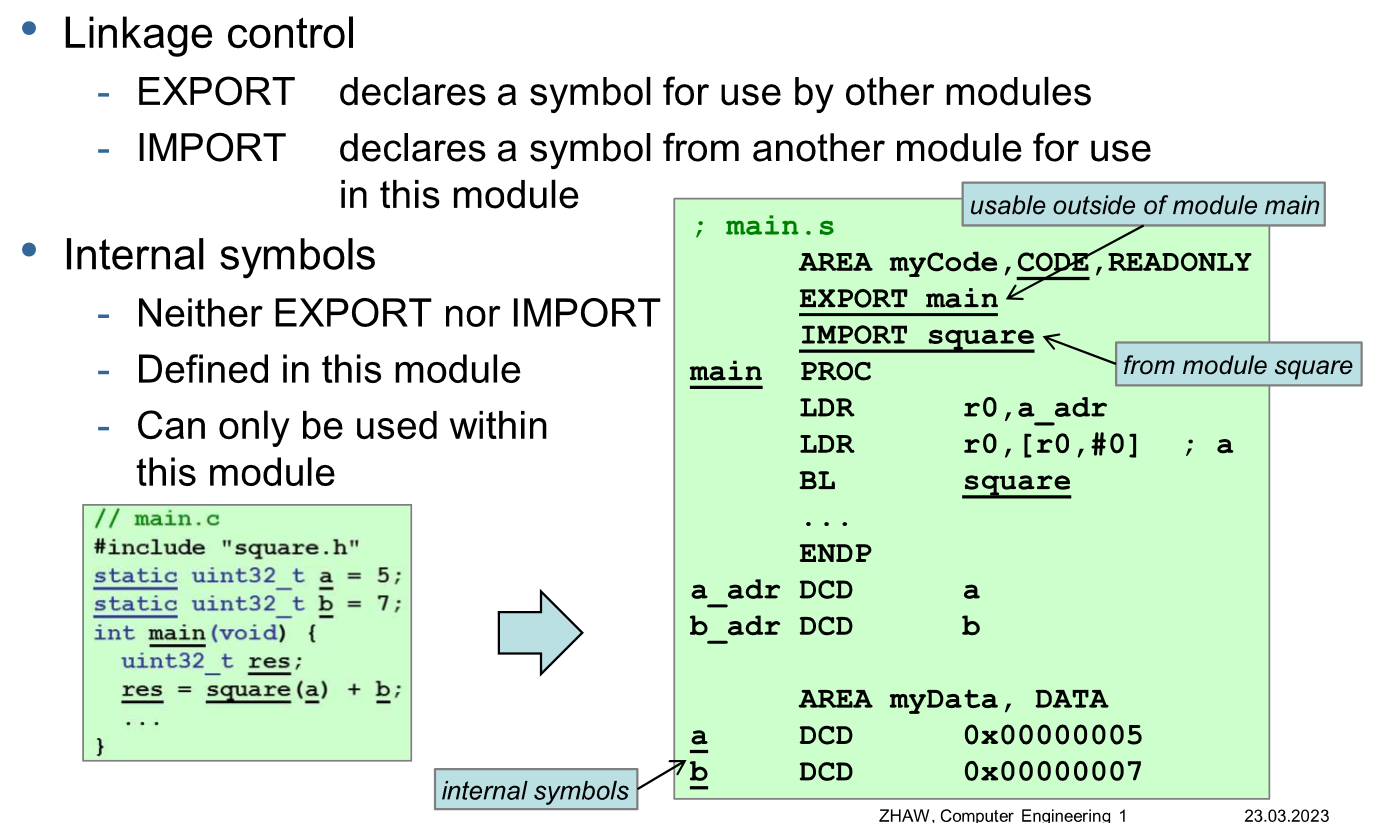 • Linkage control
- EXPORT declares a symbol for use by other modules
- IMPORT declares a symbol from another module for use
in this module
• Internal symbols
- Neither EXPORT nor IMPORT
- Defined in this module
- Can only be used within
this module
// main.c
#include "square.h"
static uint32_t a = 5;
static uint32_t b = 7;
int main(void) {
uint32_t res;
res = square(a) + b;
...
}
internal symbols
usable outside of module main
; main.s
AREA myCode,CODE,READONLY
EXPORT main
IMPORT square
from module square
main PROC
LDR r0,a_adr
LDR r0,[r0,#0] ; a
BL square
...
ENDP
a_adr DCD a
b_adr DCD b
AREA myData, DATA
a DCD 0x00000005
b DCD 0x00000007
ZHAW, Computer Engineering 1 23.03.2023